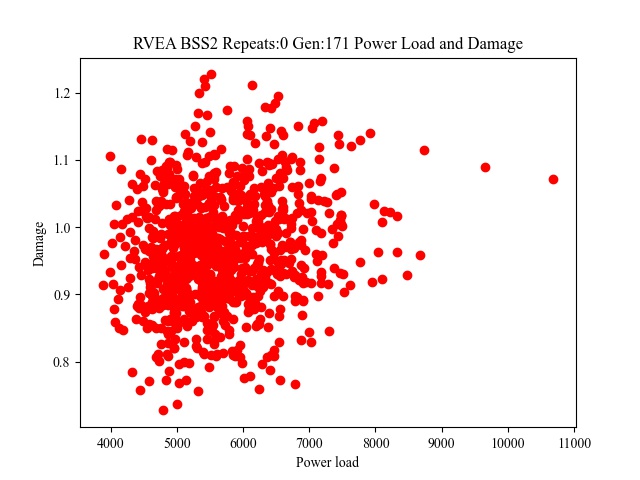 RVEA BSS2 Repeats:0 Gen:171 Power Load and Damage
1.2
1.1
1.0
0.9
0.8
Damage
4000 5000 6000 7000 8000 9000 10000 11000
Power load